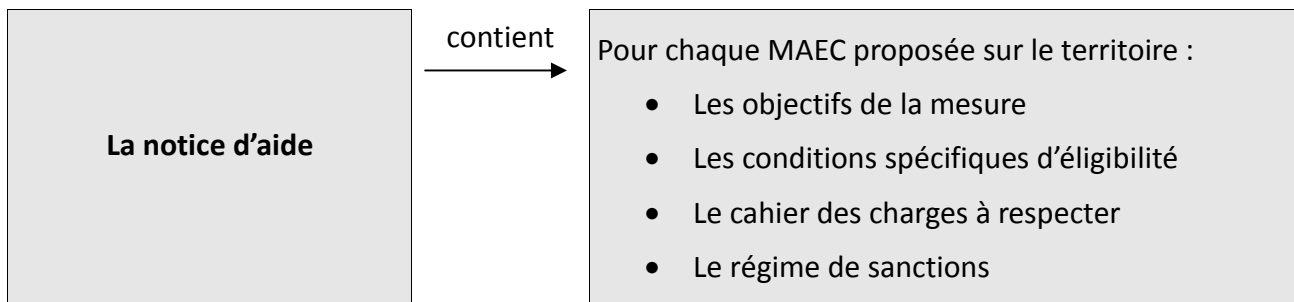 La notice d'aide
contient
Pour chaque MAEC proposée sur le territoire :
• Les objectifs de la mesure
• Les conditions spécifiques d'éligibilité
• Le cahier des charges à respecter
• Le régime de sanctions